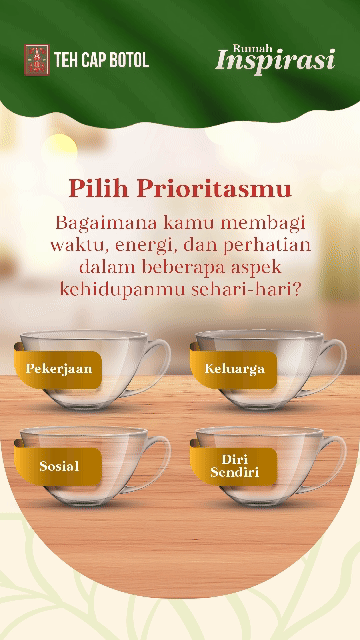 TEH CAP BOTOL
Rumah
Inspirasi
Pilih Prioritasmu
Bagaimana kamu membagi
waktu, energi, dan perhatian
dalam beberapa aspek
kehidupanmu sehari-hari?
Pekerjaan
Keluarga
Sosial
Diri
Sendiri